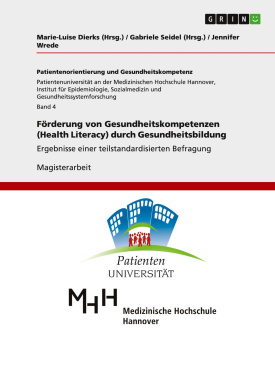 GRIN
Marie-Luise Dierks (Hrsg.) / Gabriele Seidel (Hrsg.) / Jennifer
Wrede
Patientenorientierung und Gesundheitskompetenz
Patientenuniversität an der Medizinischen Hochschule Hannover,
Institut für Epidemiologie, Sozialmedizin und
Gesundheitssystemforschung
Band 4
Förderung von Gesundheitskompetenzen
(Health Literacy) durch Gesundheitsbildung
Ergebnisse einer teilstandardisierten Befragung
Magisterarbeit
Patienten
UNIVERSITÄT
MHH
Medizinische Hochschule
Hannover